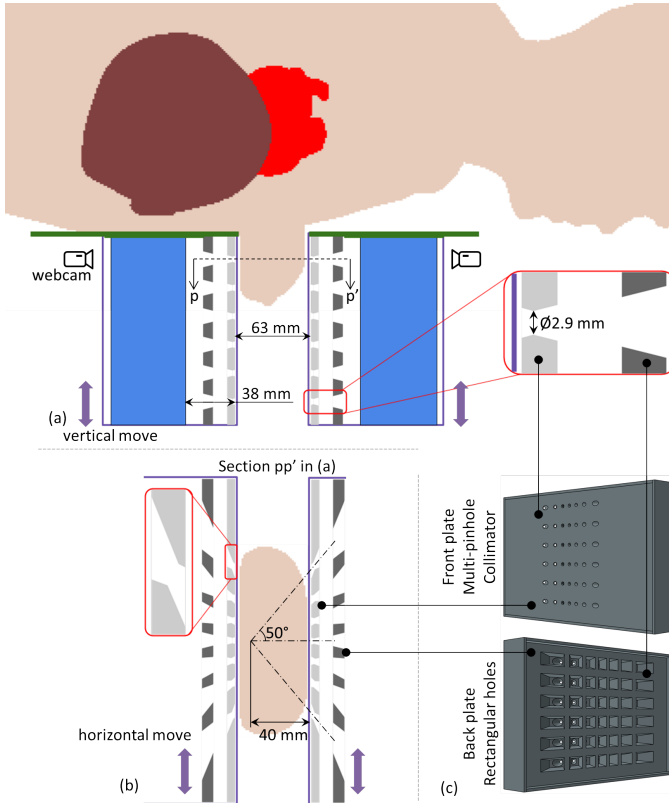 webcam
p
p’
63 mm
Ø2.9 mm
38 mm
(a)
vertical move
Section pp’ in (a)
50°
40 mm
horizontal move
(b)
Front plate
Multi-pinhole
Collimator
Back plate
Rectangular holes
(c)